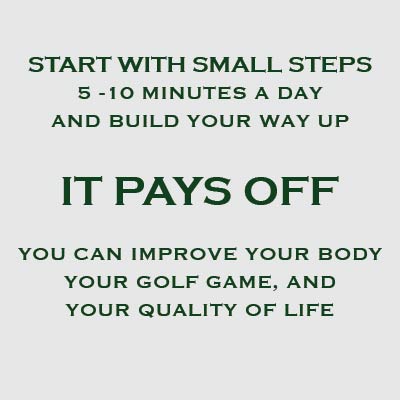 START WITH SMALL STEPS
5 -10 MINUTES A DAY
AND BUILD YOUR WAY UP
IT PAYS OFF
YOU CAN IMPROVE YOUR BODY
YOUR GOLF GAME, AND
YOUR QUALITY OF LIFE